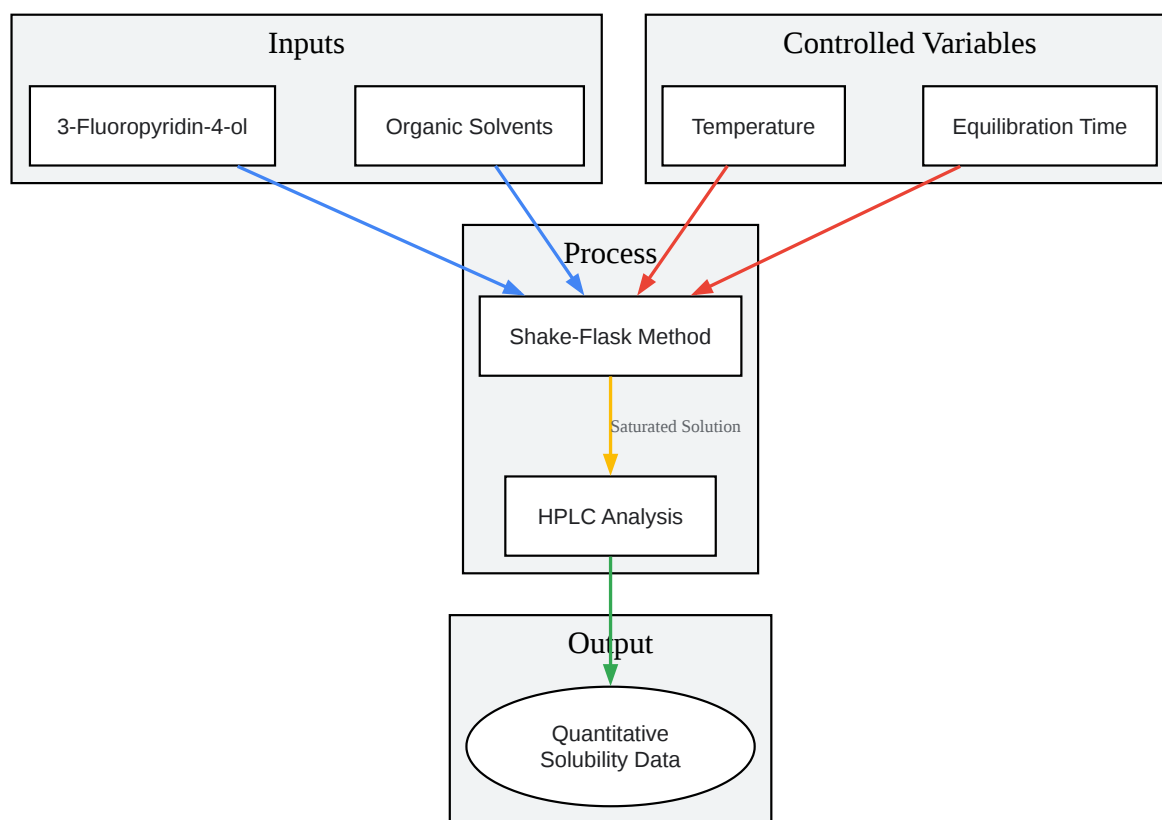 Inputs
Controlled Variables
3-Fluoropyridin-4-ol
Organic Solvents
Temperature
Equilibration Time
Process
Shake-Flask Method
Saturated Solution
HPLC Analysis
Output
Quantitative
Solubility Data